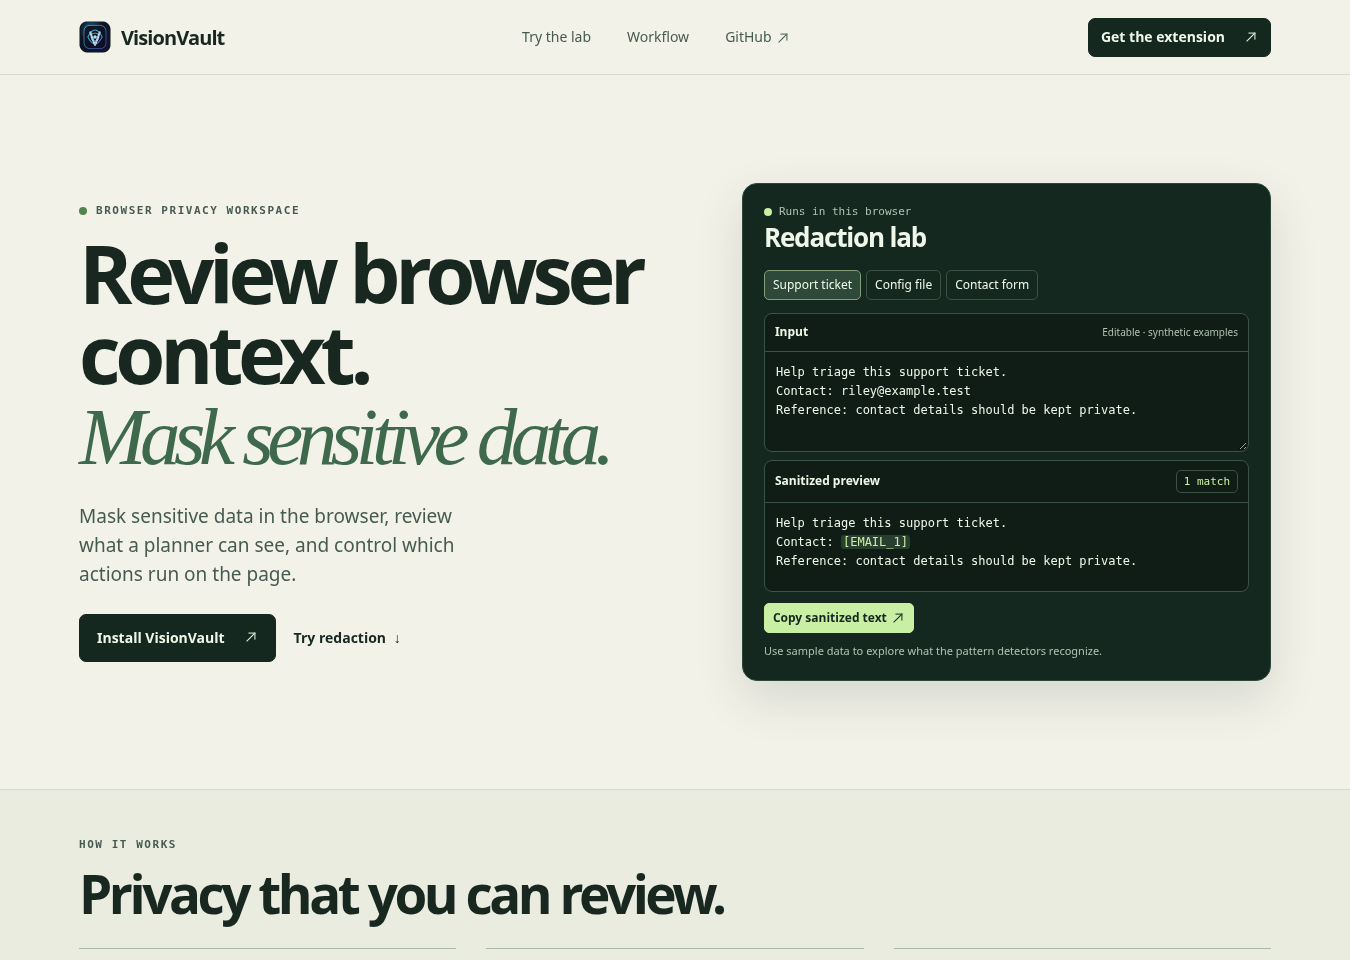 VisionVault
Try the lab
Workflow
GitHub ↗
Get the extension ↗
BROWSER PRIVACY WORKSPACE
Review browser
context.
Mask sensitive data.
Mask sensitive data in the browser, review
what a planner can see, and control which
actions run on the page.
Install VisionVault ↗
Try redaction ↓
Runs in this browser
Redaction lab
Support ticket
Config file
Contact form
Input
Editable · synthetic examples
Help triage this support ticket.
Contact: riley@example.test
Reference: contact details should be kept private.
Sanitized preview
1 match
Help triage this support ticket.
Contact: [EMAIL_1]
Reference: contact details should be kept private.
Copy sanitized text ↗
Use sample data to explore what the pattern detectors recognize.
HOW IT WORKS
Privacy that you can review.